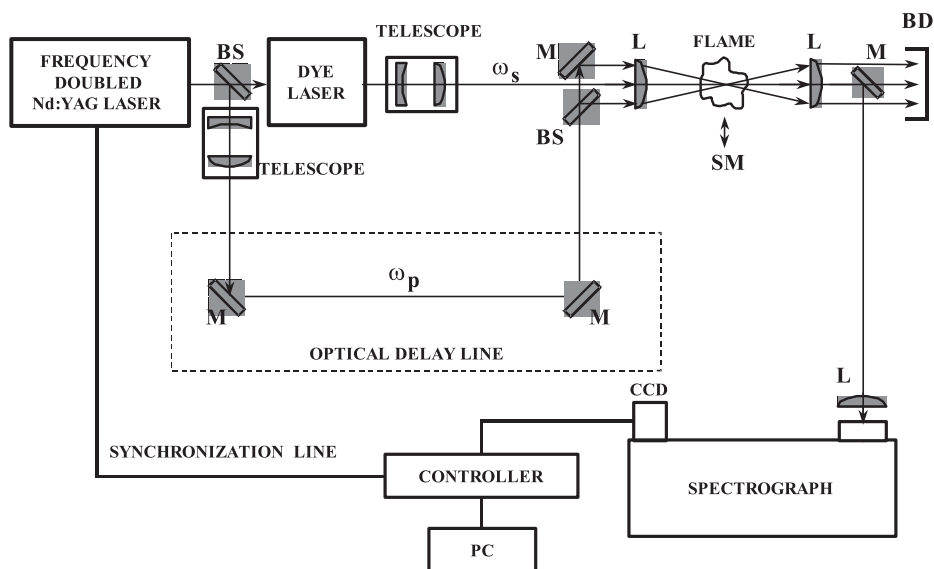 FREQUENCY
DOUBLED
Nd:YAG LASER
BS
DYE
LASER
TELESCOPE
ωs
M
BS
L
FLAME
SM
L
M
BD
TELESCOPE
M
ωp
M
OPTICAL DELAY LINE
L
CCD
SYNCHRONIZATION LINE
CONTROLLER
SPECTROGRAPH
PC